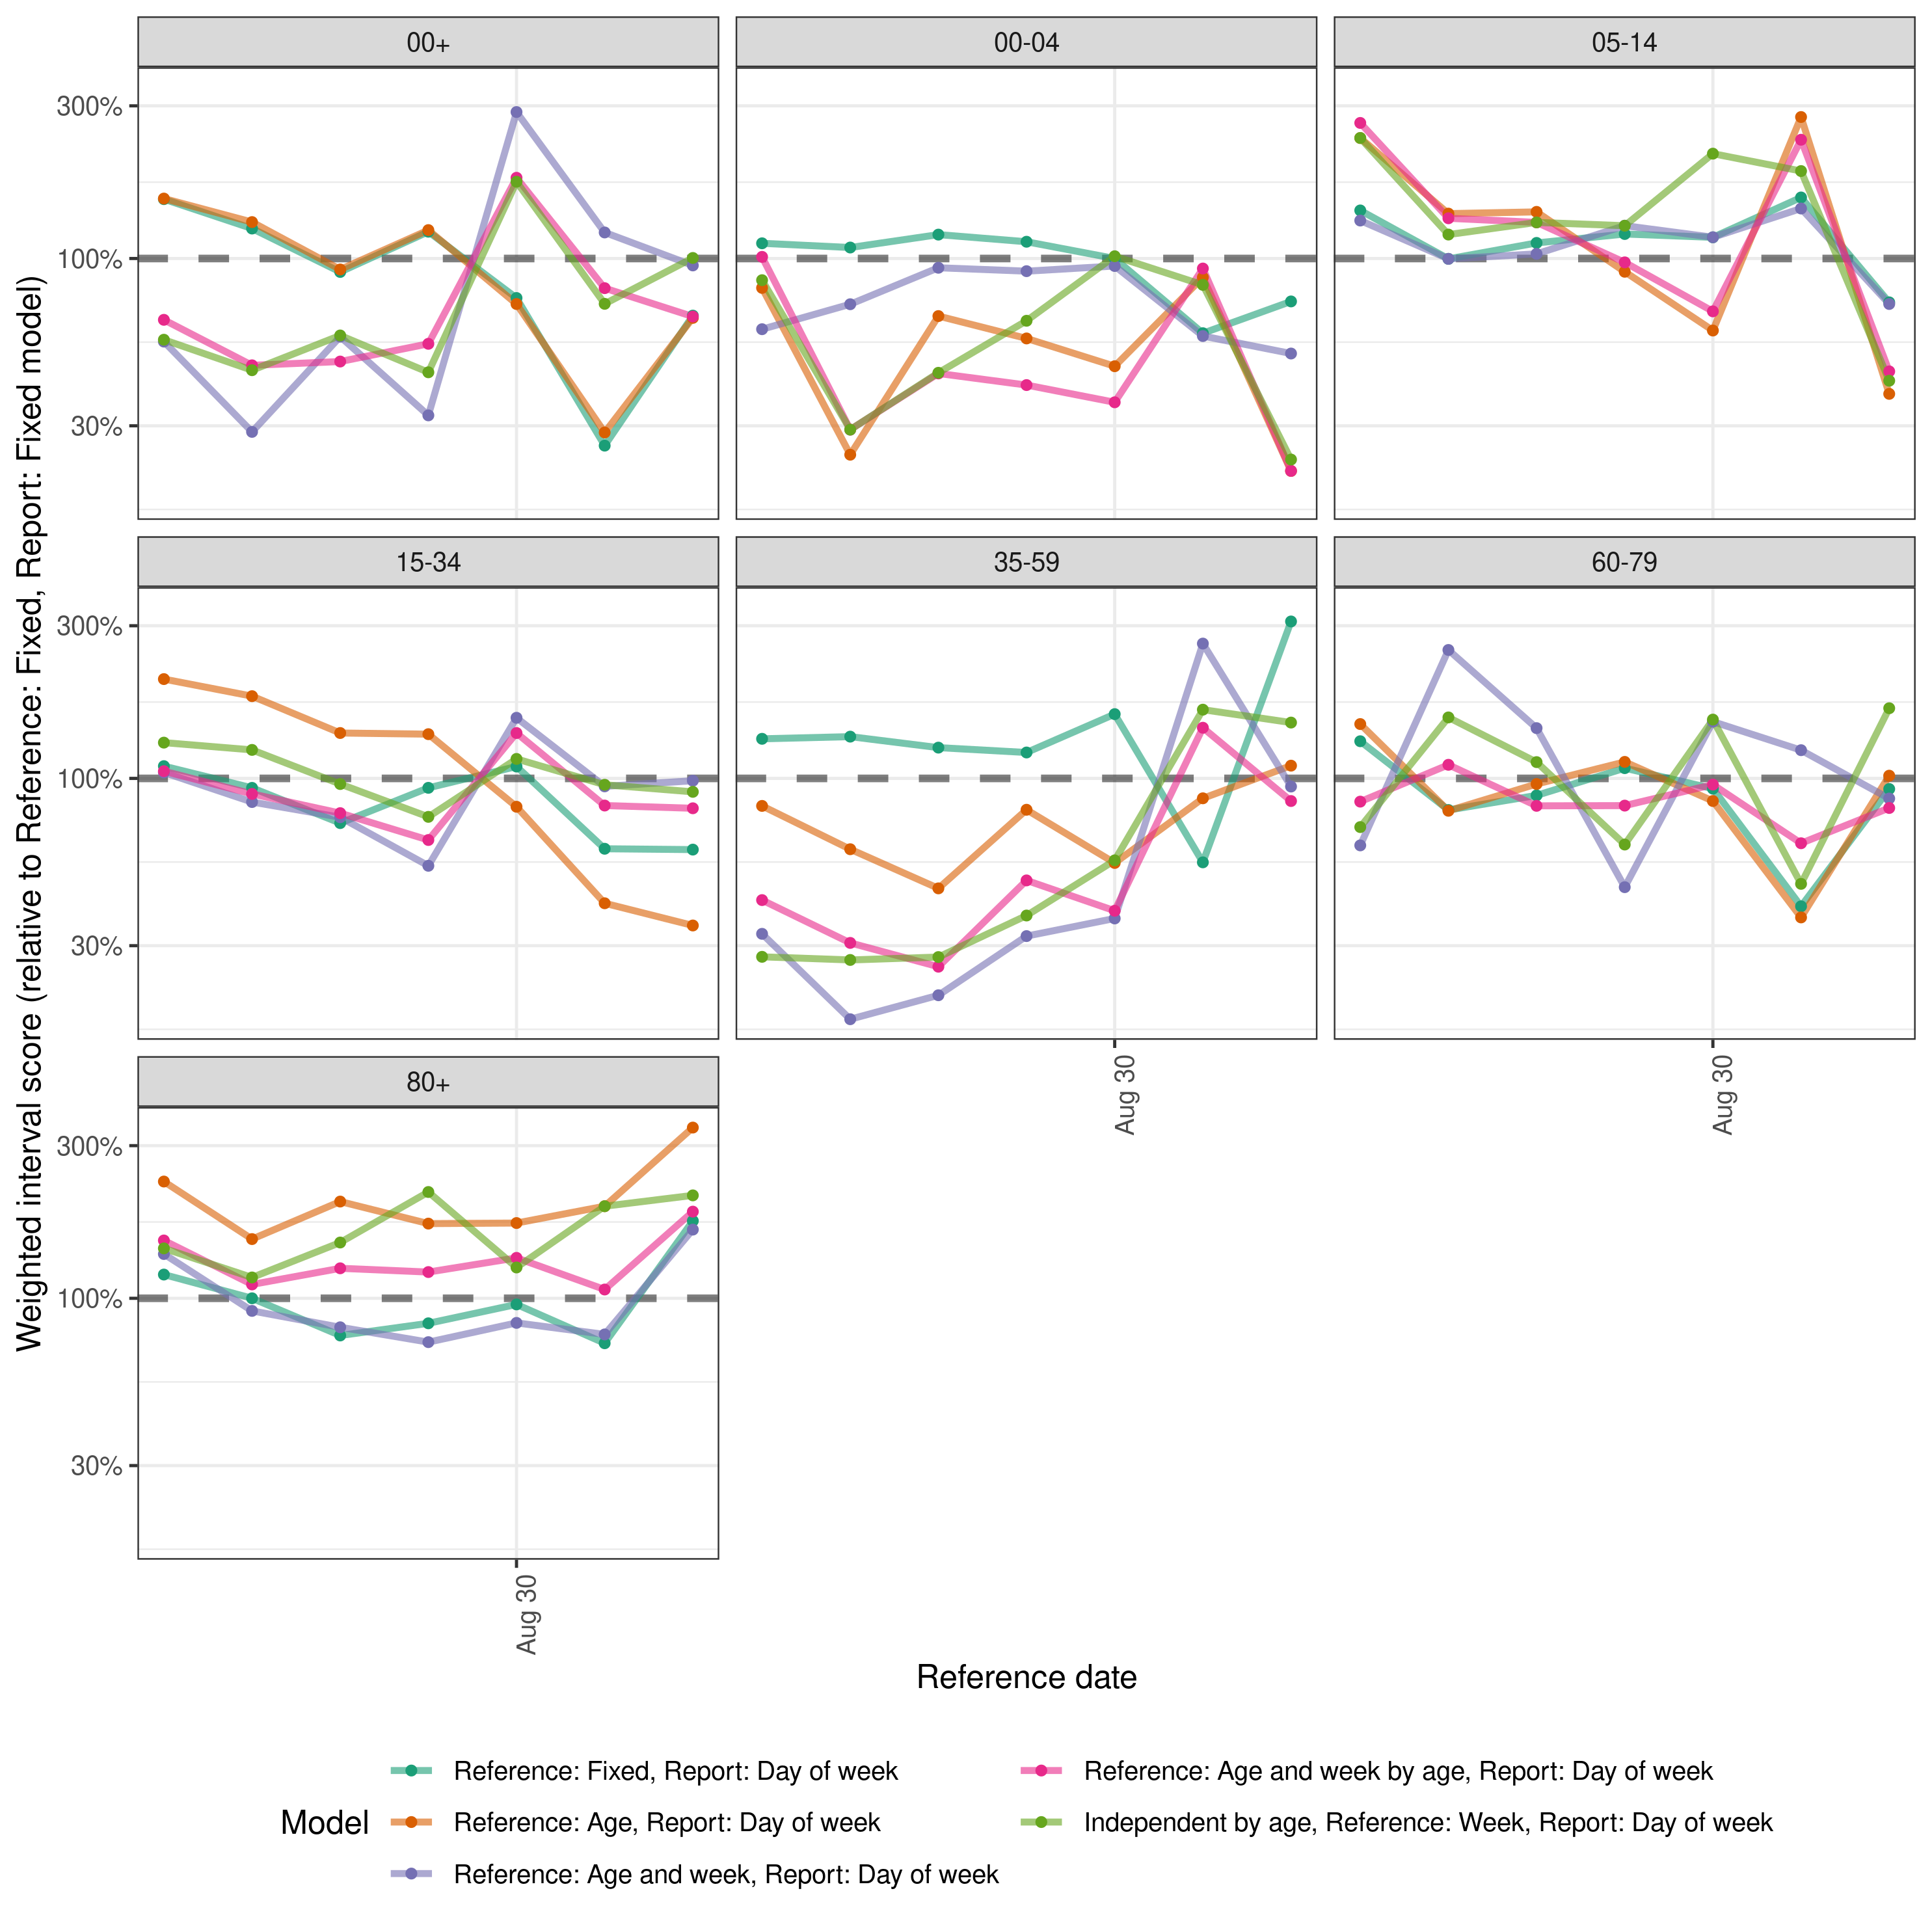 00+
00-04
05-14
300%
100%
30%
15-34
35-59
60-79
300%
100%
30%
Aug 30
Aug 30
80+
300%
100%
30%
Aug 30
Weighted interval score (relative to Reference: Fixed, Report: Fixed model)
Reference date
Model
Reference: Fixed, Report: Day of week
Reference: Age, Report: Day of week
Reference: Age and week, Report: Day of week
Reference: Age and week by age, Report: Day of week
Independent by age, Reference: Week, Report: Day of week